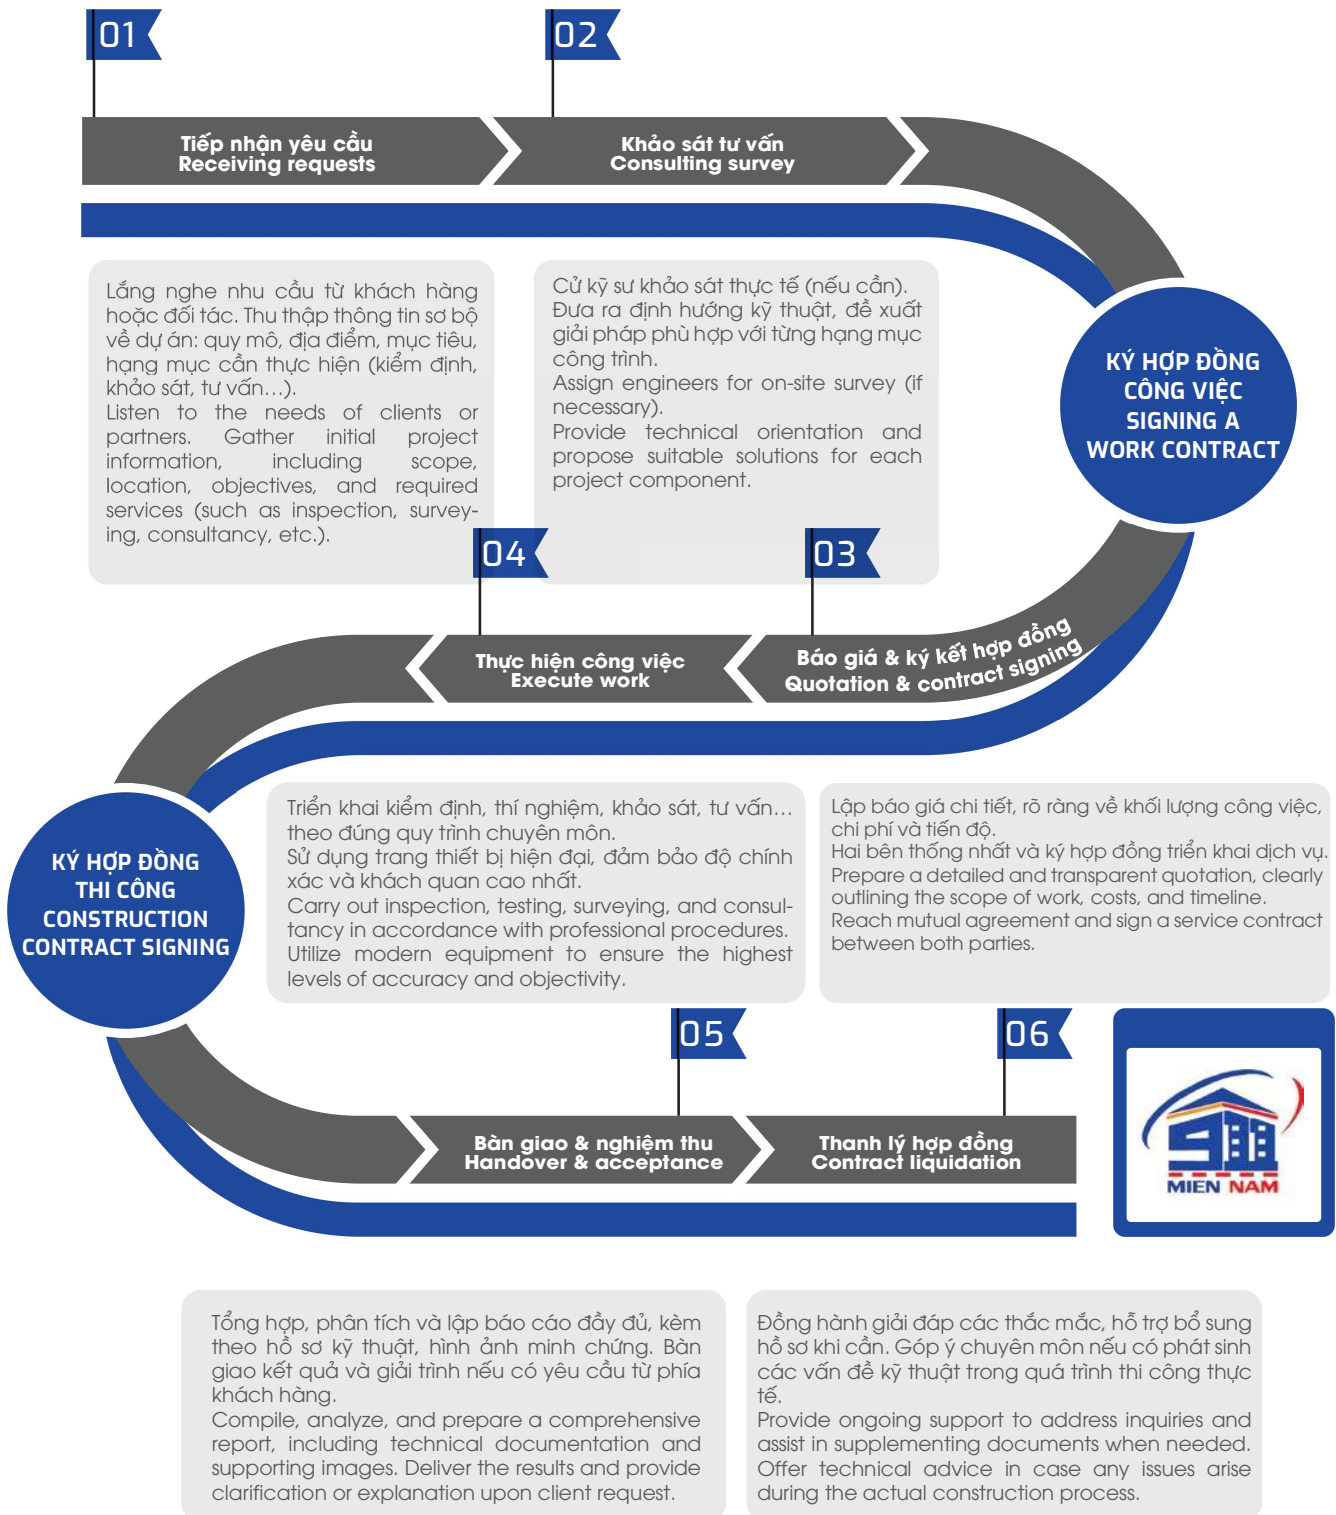 01
02
Tiếp nhận yêu cầu
Receiving requests
Khảo sát tư vấn
Consulting survey
Lắng nghe nhu cầu từ khách hàng
hoặc đối tác. Thu thập thông tin sơ bộ
về dự án: quy mô, địa điểm, mục tiêu,
hạng mục cần thực hiện (kiểm định,
khảo sát, tư vấn...).
Listen to the needs of clients or
partners. Gather initial project
information, including scope,
location, objectives, and required
services (such as inspection, survey-
ing, consultancy, etc.).
Cử kỹ sư khảo sát thực tế (nếu cần).
Đưa ra định hướng kỹ thuật, đề xuất
giải pháp phù hợp với từng hạng mục
công trình.
Assign engineers for on-site survey (if
necessary).
Provide technical orientation and
propose suitable solutions for each
project component.
KÝ HỢP ĐỒNG
CÔNG VIỆC
SIGNING A
WORK CONTRACT
04
03
Thực hiện công việc
Execute work
Báo giá & ký kết hợp đồng
Quotation & contract signing
KÝ HỢP ĐỒNG
THI CÔNG
CONSTRUCTION
CONTRACT SIGNING
Triển khai kiểm định, thí nghiệm, khảo sát, tư vấn...
theo đúng quy trình chuyên môn.
Sử dụng trang thiết bị hiện đại, đảm bảo độ chính
xác và khách quan cao nhất.
Carry out inspection, testing, surveying, and consul-
tancy in accordance with professional procedures.
Utilize modern equipment to ensure the highest
levels of accuracy and objectivity.
Lập báo giá chi tiết, rõ ràng về khối lượng công việc,
chi phí và tiến độ.
Hai bên thống nhất và ký hợp đồng triển khai dịch vụ.
Prepare a detailed and transparent quotation, clearly
outlining the scope of work, costs, and timeline.
Reach mutual agreement and sign a service contract
between both parties.
05
06
Bàn giao & nghiệm thu
Handover & acceptance
Thanh lý hợp đồng
Contract liquidation
MIEN NAM
Tổng hợp, phân tích và lập báo cáo đầy đủ, kèm
theo hồ sơ kỹ thuật, hình ảnh minh chứng. Bàn
giao kết quả và giải trình nếu có yêu cầu từ phía
khách hàng.
Compile, analyze, and prepare a comprehensive
report, including technical documentation and
supporting images. Deliver the results and provide
clarification or explanation upon client request.
Đồng hành giải đáp các thắc mắc, hỗ trợ bổ sung
hồ sơ khi cần. Góp ý chuyên môn nếu có phát sinh
các vấn đề kỹ thuật trong quá trình thi công thực
tế.
Provide ongoing support to address inquiries and
assist in supplementing documents when needed.
Offer technical advice in case any issues arise
during the actual construction process.